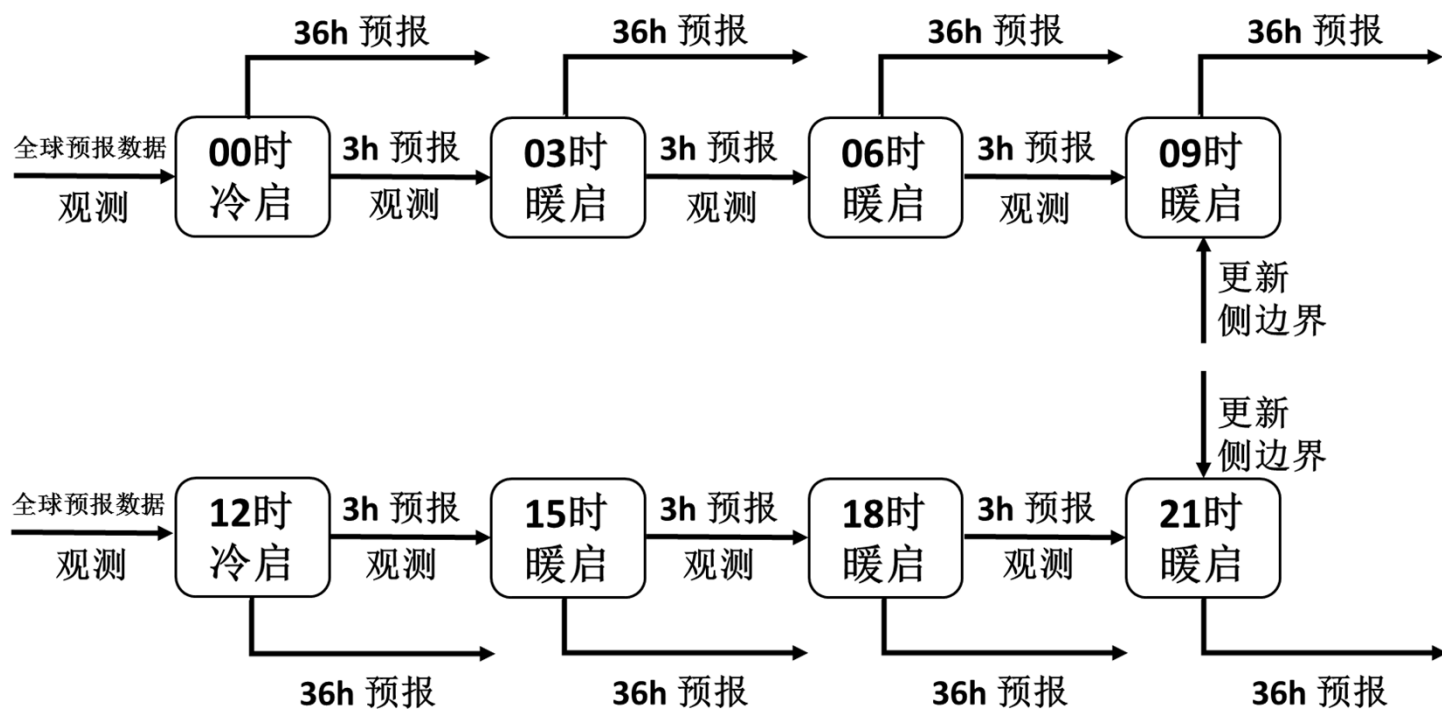 36h 预报
36h 预报
36h 预报
36h 预报
全球预报数据
观测
00时
冷启
3h 预报
观测
03时
暖启
3h 预报
观测
06时
暖启
3h 预报
观测
09时
暖启
更新
侧边界
更新
侧边界
全球预报数据
观测
12时
冷启
3h 预报
观测
15时
暖启
3h 预报
观测
18时
暖启
3h 预报
观测
21时
暖启
36h 预报
36h 预报
36h 预报
36h 预报